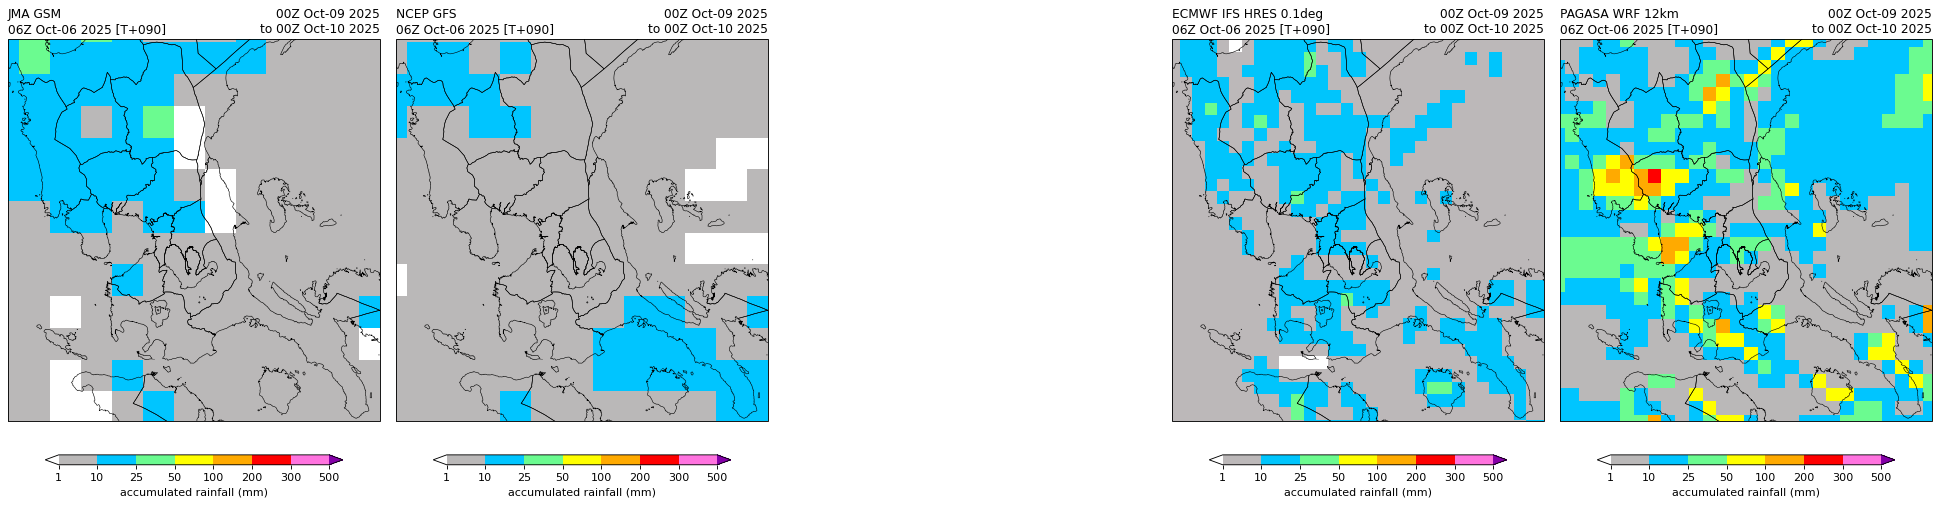 JMA GSM 00Z Oct-09 2025
06Z Oct-06 2025 [T+090] to 00Z Oct-10 2025
1 10 25 50 100 200 300 500
accumulated rainfall (mm)
NCEP GFS 00Z Oct-09 2025
06Z Oct-06 2025 [T+090] to 00Z Oct-10 2025
1 10 25 50 100 200 300 500
accumulated rainfall (mm)
ECMWF IFS HRES 0.1deg 00Z Oct-09 2025
06Z Oct-06 2025 [T+090] to 00Z Oct-10 2025
1 10 25 50 100 200 300 500
accumulated rainfall (mm)
PAGASA WRF 12km 00Z Oct-09 2025
06Z Oct-06 2025 [T+090] to 00Z Oct-10 2025
1 10 25 50 100 200 300 500
accumulated rainfall (mm)